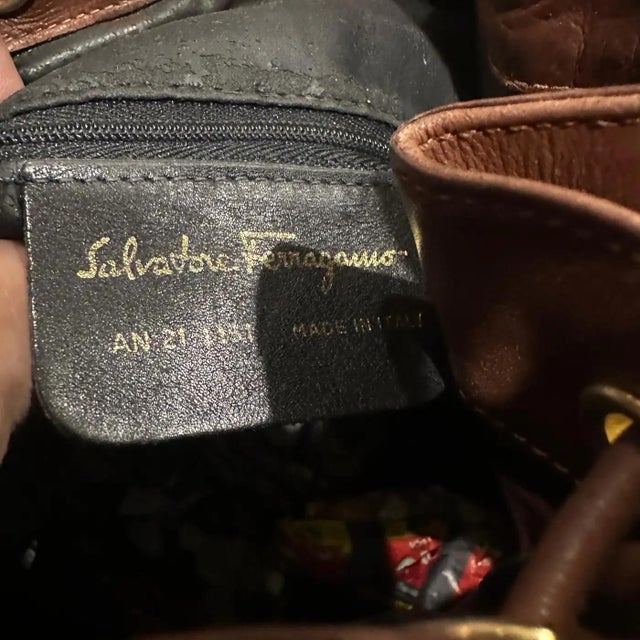 Salvatore Ferragamo
AN-21 MADE IN ITALY